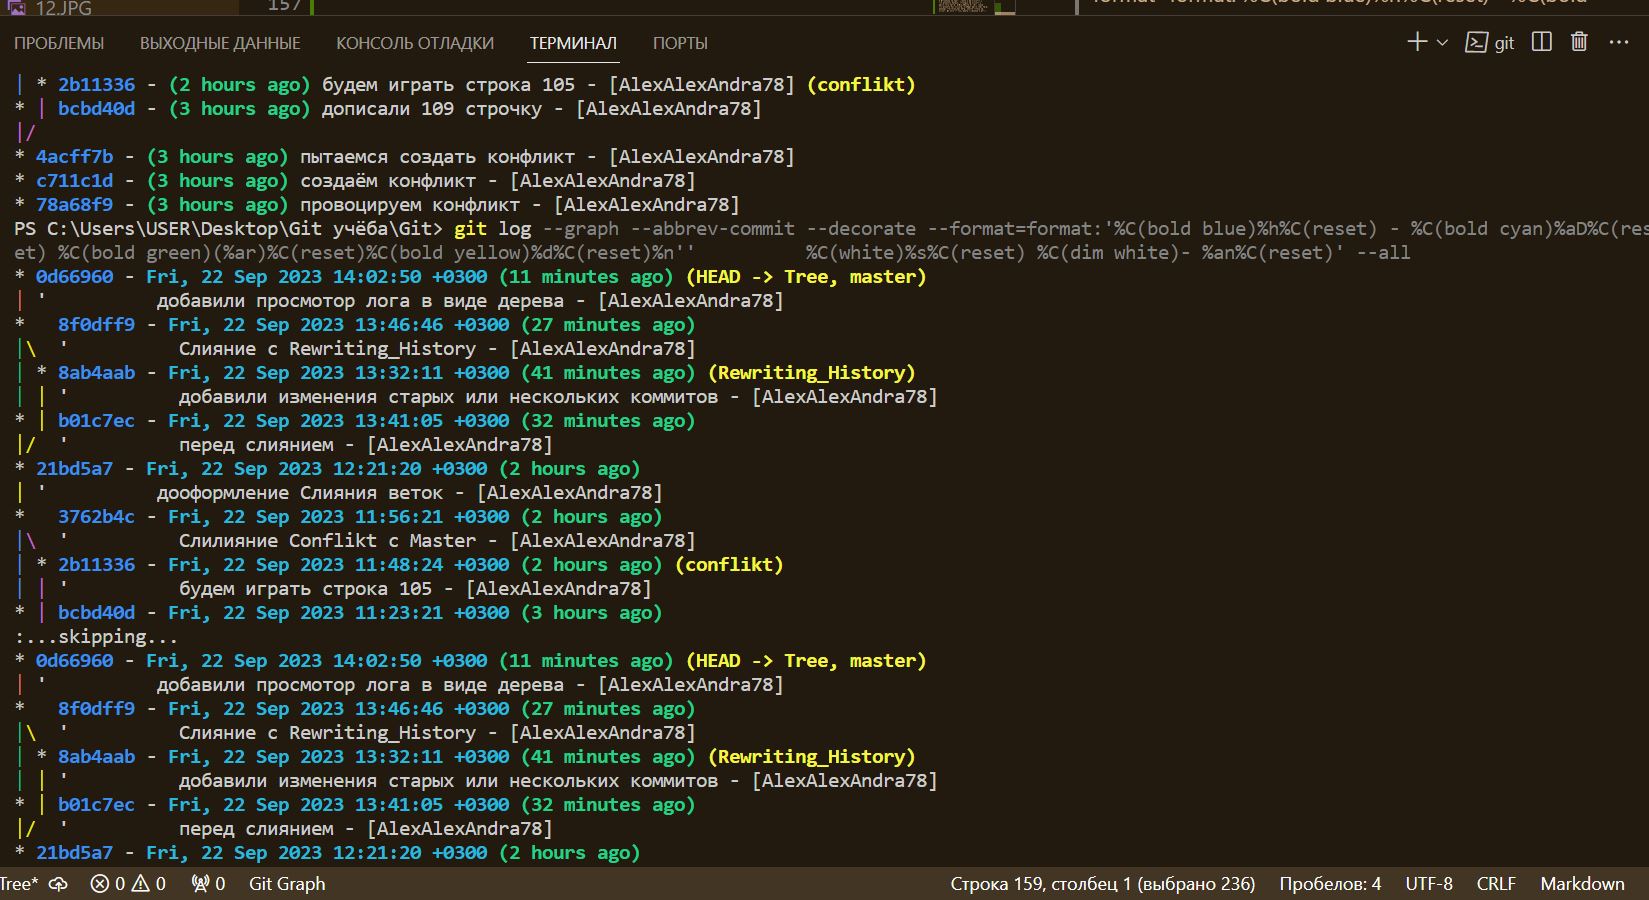 12.JPG
157
ПРОБЛЕМЫ ВЫХОДНЫЕ ДАННЫЕ КОНСОЛЬ ОТЛАДКИ ТЕРМИНАЛ ПОРТЫ git
| * 2b11336 - (2 hours ago) будем играть строка 105 - [AlexAlexAndra78] (conflikt)
* | bcbd40d - (3 hours ago) дописали 109 строчку - [AlexAlexAndra78]
|/
* 4acff7b - (3 hours ago) пытаемся создать конфликт - [AlexAlexAndra78]
* c711c1d - (3 hours ago) создаём конфликт - [AlexAlexAndra78]
* 78a68f9 - (3 hours ago) провоцируем конфликт - [AlexAlexAndra78]
PS C:\Users\USER\Desktop\Git учёба\Git> git log --graph --abbrev-commit --decorate --format=format:'%C(bold blue)%h%C(reset) - %C(bold cyan)%aD%C(res
et) %C(bold green)(%ar)%C(reset)%C(bold yellow)%d%C(reset)%n''          %C(white)%s%C(reset) %C(dim white)- %an%C(reset)' --all
* 0d66960 - Fri, 22 Sep 2023 14:02:50 +0300 (11 minutes ago) (HEAD -> Tree, master)
| '          добавили просмотор лога в виде дерева - [AlexAlexAndra78]
*   8f0dff9 - Fri, 22 Sep 2023 13:46:46 +0300 (27 minutes ago)
|\  '          Слияние с Rewriting_History - [AlexAlexAndra78]
| * 8ab4aab - Fri, 22 Sep 2023 13:32:11 +0300 (41 minutes ago) (Rewriting_History)
| | '          добавили изменения старых или нескольких коммитов - [AlexAlexAndra78]
* | b01c7ec - Fri, 22 Sep 2023 13:41:05 +0300 (32 minutes ago)
|/  '          перед слиянием - [AlexAlexAndra78]
* 21bd5a7 - Fri, 22 Sep 2023 12:21:20 +0300 (2 hours ago)
| '          дооформление Слияния веток - [AlexAlexAndra78]
*   3762b4c - Fri, 22 Sep 2023 11:56:21 +0300 (2 hours ago)
|\  '          Слилияние Conflikt с Master - [AlexAlexAndra78]
| * 2b11336 - Fri, 22 Sep 2023 11:48:24 +0300 (2 hours ago) (conflikt)
| | '          будем играть строка 105 - [AlexAlexAndra78]
* | bcbd40d - Fri, 22 Sep 2023 11:23:21 +0300 (3 hours ago)
:...skipping...
* 0d66960 - Fri, 22 Sep 2023 14:02:50 +0300 (11 minutes ago) (HEAD -> Tree, master)
| '          добавили просмотор лога в виде дерева - [AlexAlexAndra78]
*   8f0dff9 - Fri, 22 Sep 2023 13:46:46 +0300 (27 minutes ago)
|\  '          Слияние с Rewriting_History - [AlexAlexAndra78]
| * 8ab4aab - Fri, 22 Sep 2023 13:32:11 +0300 (41 minutes ago) (Rewriting_History)
| | '          добавили изменения старых или нескольких коммитов - [AlexAlexAndra78]
* | b01c7ec - Fri, 22 Sep 2023 13:41:05 +0300 (32 minutes ago)
|/  '          перед слиянием - [AlexAlexAndra78]
* 21bd5a7 - Fri, 22 Sep 2023 12:21:20 +0300 (2 hours ago)
Tree* 0 0 0 Git Graph Строка 159, столбец 1 (выбрано 236) Пробелов: 4 UTF-8 CRLF Markdown